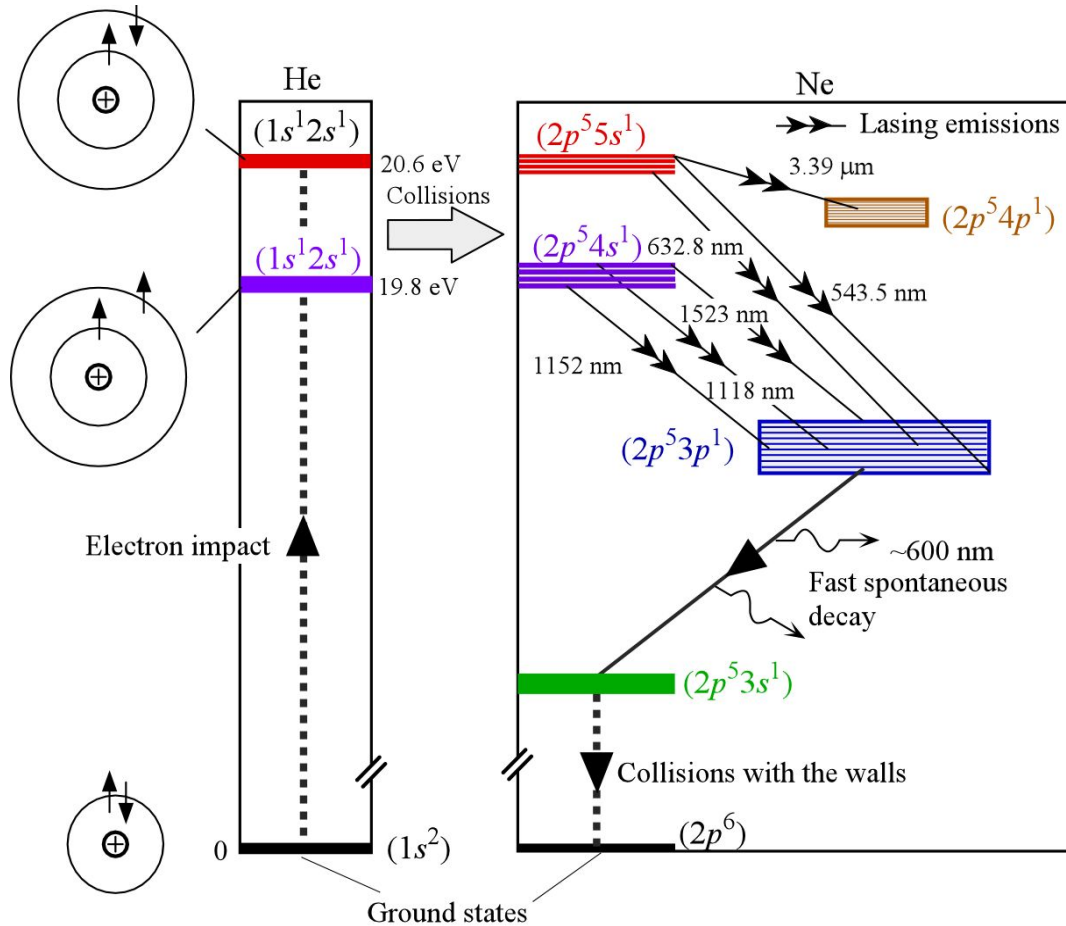 He
Ne
(1s¹2s¹)
20.6 eV
(1s¹2s¹)
19.8 eV
Collisions
(2p⁵5s¹)
Lasing emissions
3.39 μm
(2p⁵4p¹)
(2p⁵4s¹)
632.8 nm
543.5 nm
1523 nm
1152 nm
1118 nm
(2p⁵3p¹)
Electron impact
~600 nm
Fast spontaneous
decay
(2p⁵3s¹)
Collisions with the walls
0
(1s²)
(2p⁶)
Ground states
+
+
+